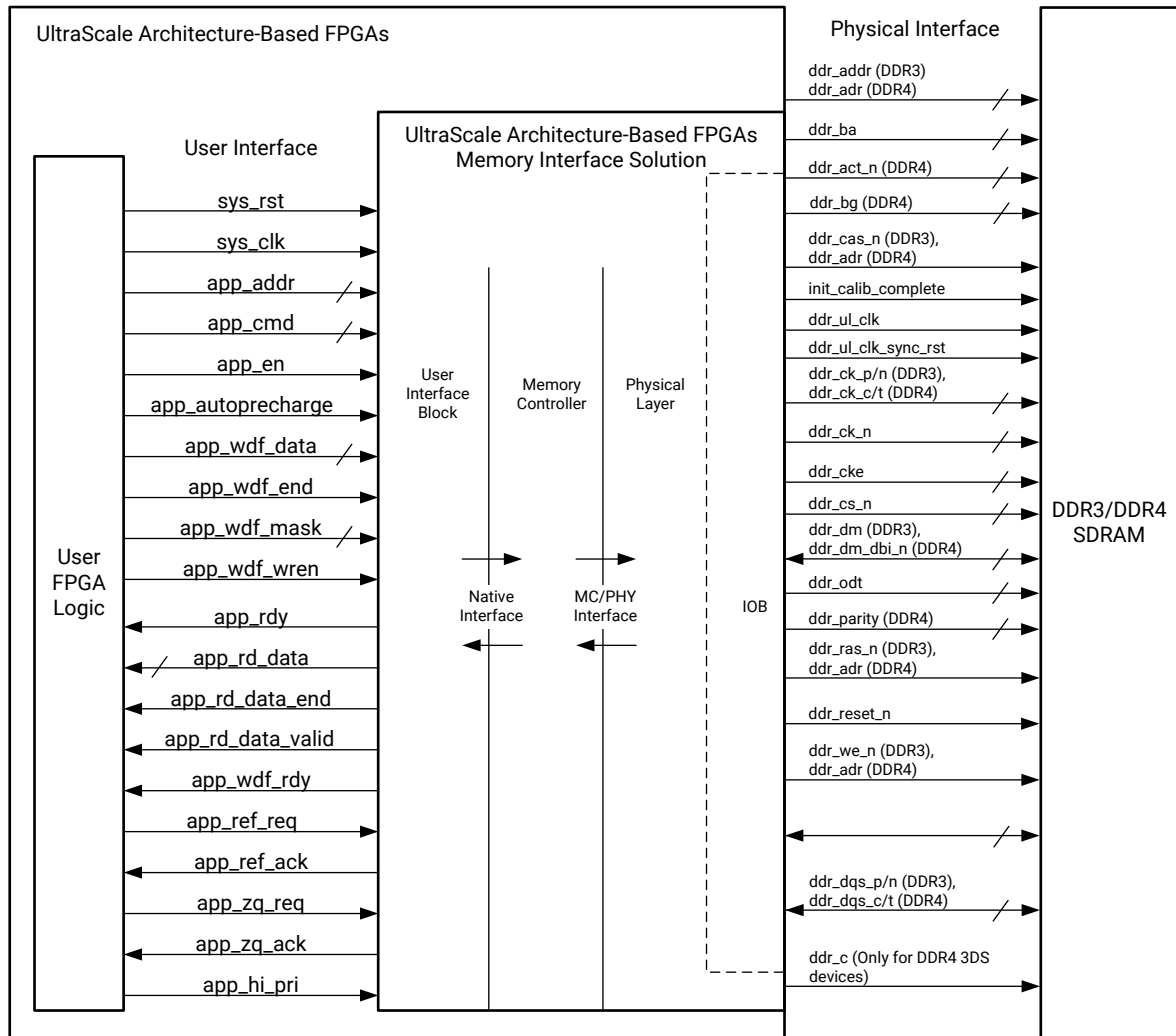 UltraScale Architecture-Based FPGAs
Physical Interface
User Interface
UltraScale Architecture-Based FPGAs
Memory Interface Solution
User
FPGA
Logic
sys_rst
sys_clk
app_addr
app_cmd
app_en
app_autoprecharge
app_wdf_data
app_wdf_end
app_wdf_mask
app_wdf_wren
app_rdy
app_rd_data
app_rd_data_end
app_rd_data_valid
app_wdf_rdy
app_ref_req
app_ref_ack
app_zq_req
app_zq_ack
app_hi_pri
User
Interface
Block
Memory
Controller
Physical
Layer
Native
Interface
MC/PHY
Interface
IOB
ddr_addr (DDR3)
ddr_adr (DDR4)
ddr_ba
ddr_act_n (DDR4)
ddr_bg (DDR4)
ddr_cas_n (DDR3),
ddr_adr (DDR4)
init_calib_complete
ddr_ul_clk
ddr_ul_clk_sync_rst
ddr_ck_p/n (DDR3),
ddr_ck_c/t (DDR4)
ddr_ck_n
ddr_cke
ddr_cs_n
ddr_dm (DDR3),
ddr_dm_dbi_n (DDR4)
ddr_odt
ddr_parity (DDR4)
ddr_ras_n (DDR3),
ddr_adr (DDR4)
ddr_reset_n
ddr_we_n (DDR3),
ddr_adr (DDR4)
ddr_dqs_p/n (DDR3),
ddr_dqs_c/t (DDR4)
ddr_c (Only for DDR4 3DS
devices)
DDR3/DDR4
SDRAM